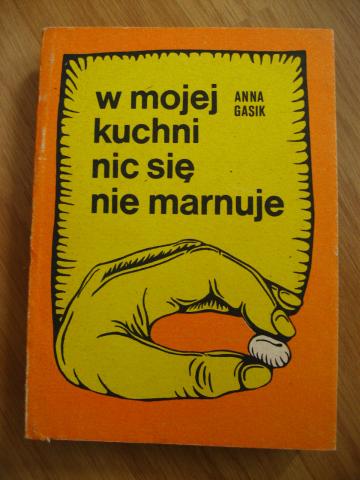 w mojej
kuchni
nic się
nie marnuje
ANNA
GASIK